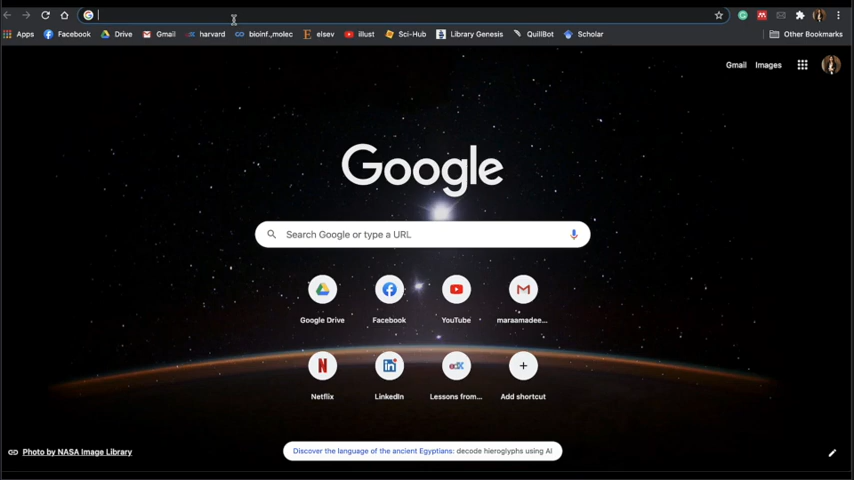 Apps Facebook Drive Gmail harvard bioinf.,molec elsev illust Sci-Hub Library Genesis QuillBot Scholar Other Bookmarks
Gmail Images
Google
Search Google or type a URL
Google Drive Facebook YouTube maraamadee...
Netflix LinkedIn Lessons from... Add shortcut
Photo by NASA Image Library
Discover the language of the ancient Egyptians: decode hieroglyphs using AI